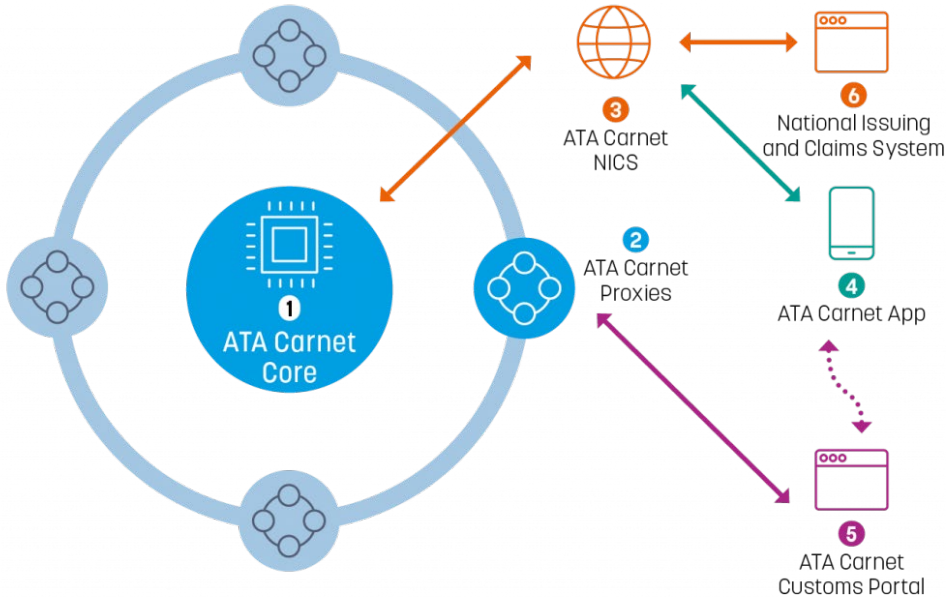 3
ATA Carnet
NICS
6
National Issuing
and Claims System
1
ATA Carnet
Core
2
ATA Carnet
Proxies
4
ATA Carnet App
5
ATA Carnet
Customs Portal